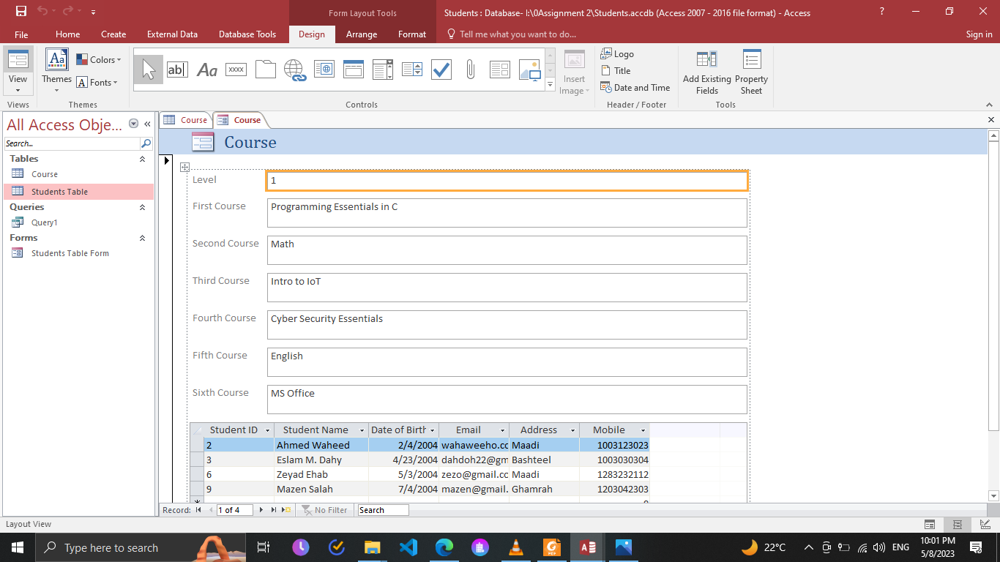 Form Layout Tools
Students : Database- I:\0Assignment 2\Students.accdb (Access 2007 - 2016 file format) - Access
?
File Home Create External Data Database Tools Design Arrange Format Tell me what you want to do... Sign in
View
Views
Themes
Colors
Fonts
Themes
ab
Aa
xxxx
Controls
Insert
Image
Logo
Title
Date and Time
Header / Footer
Add Existing
Fields
Property
Sheet
Tools
All Access Obje...
Search...
Tables
Course
Students Table
Queries
Query1
Forms
Students Table Form
Course Course
Course
Level 1
First Course Programming Essentials in C
Second Course Math
Third Course Intro to IoT
Fourth Course Cyber Security Essentials
Fifth Course English
Sixth Course MS Office
Student ID Student Name Date of Birth Email Address Mobile
2 Ahmed Waheed 2/4/2004 wahaweeho.cc Maadi 1003123023
3 Eslam M. Dahy 4/23/2004 dahdoh22@gm Bashteel 1003030304
6 Zeyad Ehab 5/3/2004 zezo@gmail.cc Maadi 1283232112
9 Mazen Salah 7/4/2004 mazen@gmail. Ghamrah 1203042303
Record: 1 of 4 No Filter Search
Layout View
Type here to search
22°C
ENG
10:01 PM
5/8/2023